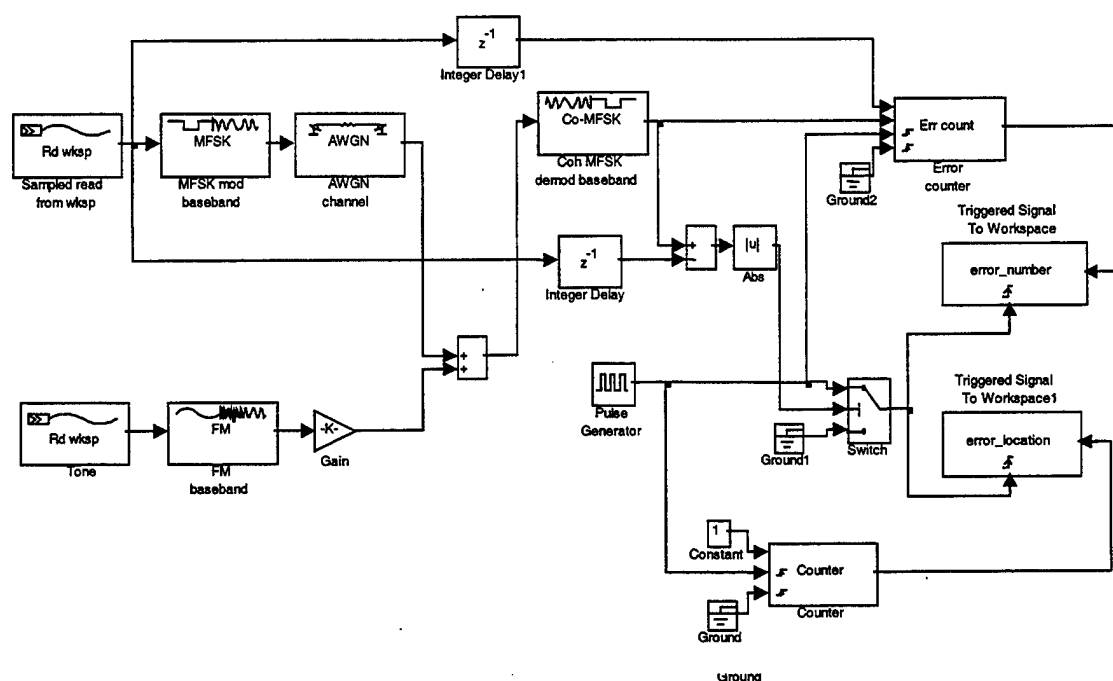 z-1
Integer Delay1
Rd wksp
Sampled read
from wksp
MFSK
MFSK mod
baseband
AWGN
AWGN
channel
Co-MFSK
Coh MFSK
demod baseband
Err count
Error
counter
Ground2
z-1
Integer Delay
+
−
|u|
Abs
Triggered Signal
To Workspace
error_number
+
+
Pulse
Generator
Ground1
Switch
Triggered Signal
To Workspace1
error_location
Rd wksp
Tone
FM
FM
baseband
-K-
Gain
1
Constant
Counter
Counter
Ground
Ground